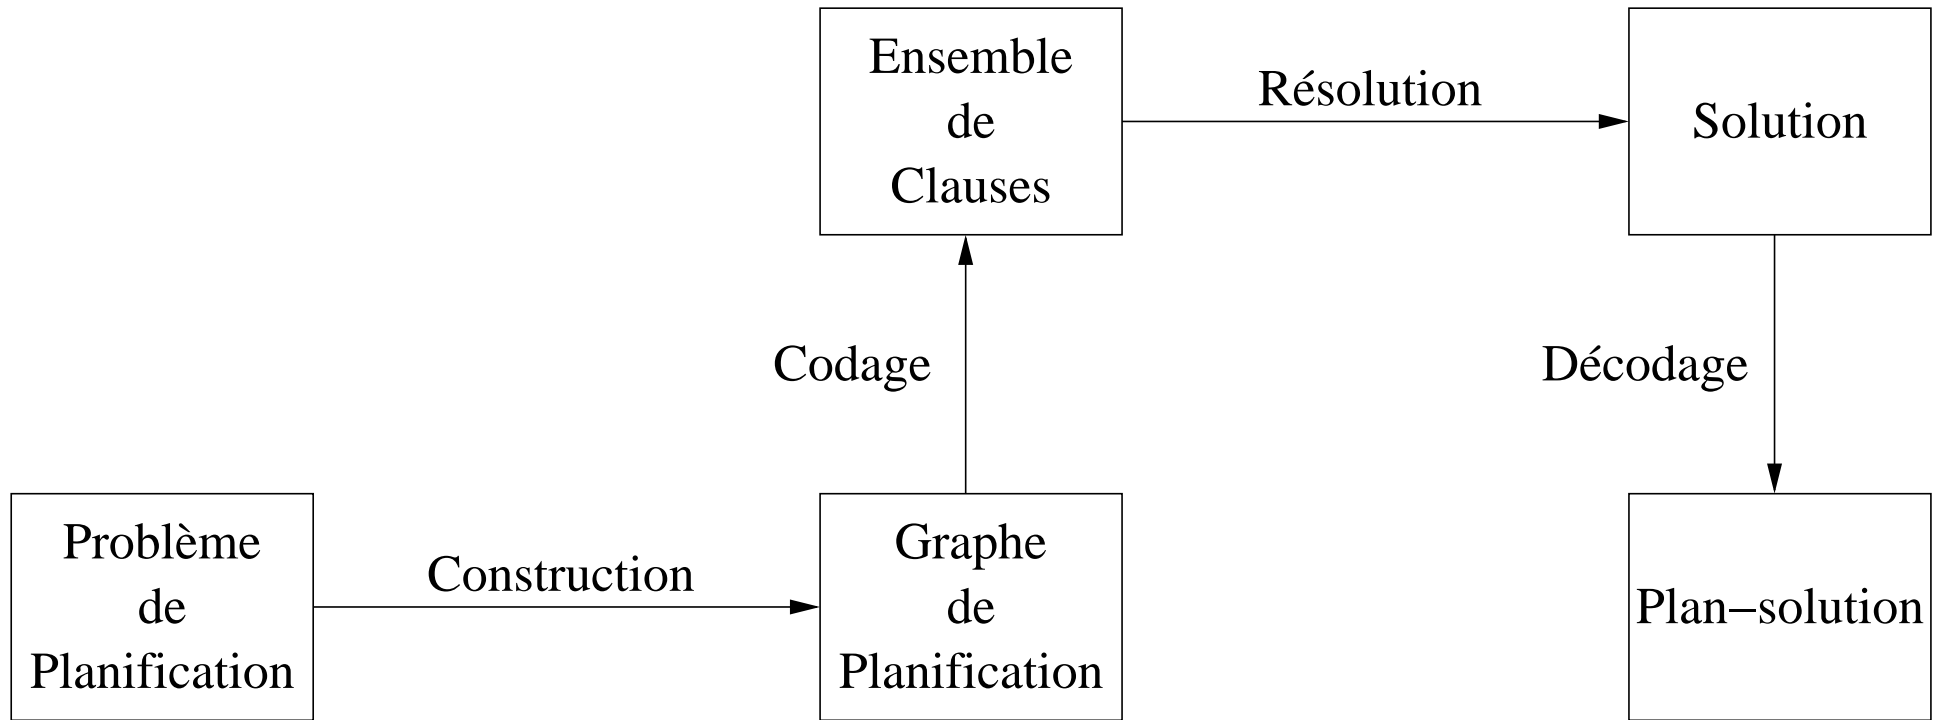 Ensemble
de
Clauses
Résolution
Solution
Codage
Décodage
Problème
de
Planification
Construction
Graphe
de
Planification
Plan−solution